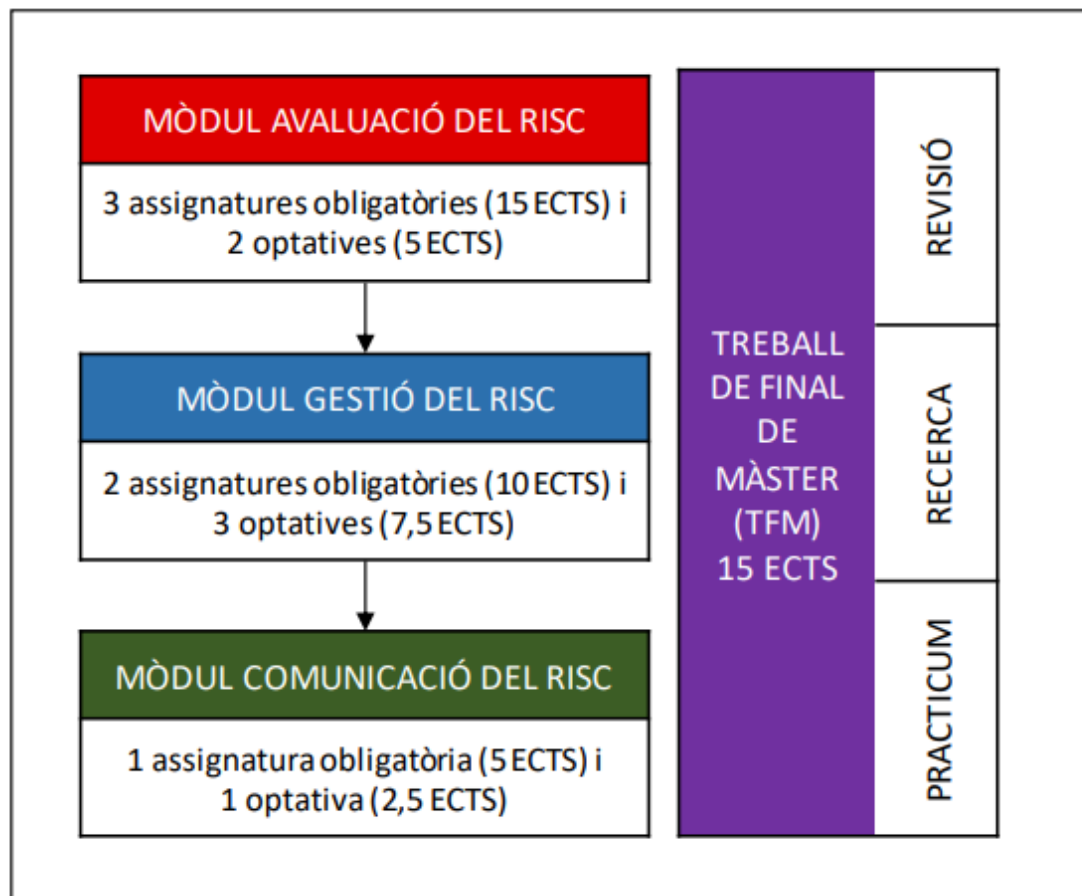 MÒDUL AVALUACIÓ DEL RISC
3 assignatures obligatòries (15 ECTS) i
2 optatives (5 ECTS)
MÒDUL GESTIÓ DEL RISC
2 assignatures obligatòries (10 ECTS) i
3 optatives (7,5 ECTS)
MÒDUL COMUNICACIÓ DEL RISC
1 assignatura obligatòria (5 ECTS) i
1 optativa (2,5 ECTS)
TREBALL
DE FINAL
DE
MÀSTER
(TFM)
15 ECTS
REVISIÓ
RECERCA
PRACTICUM